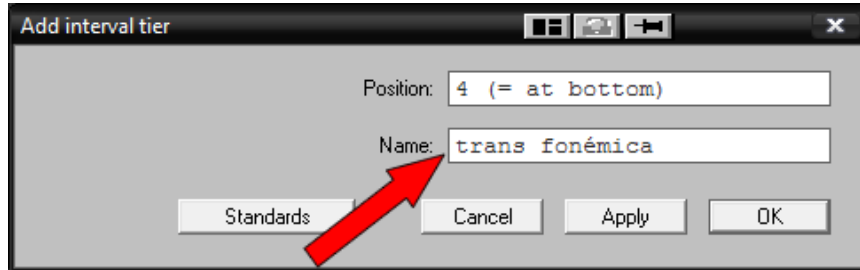 Add interval tier
Position: 4 (= at bottom)
Name: trans fonémica
Standards Cancel Apply OK